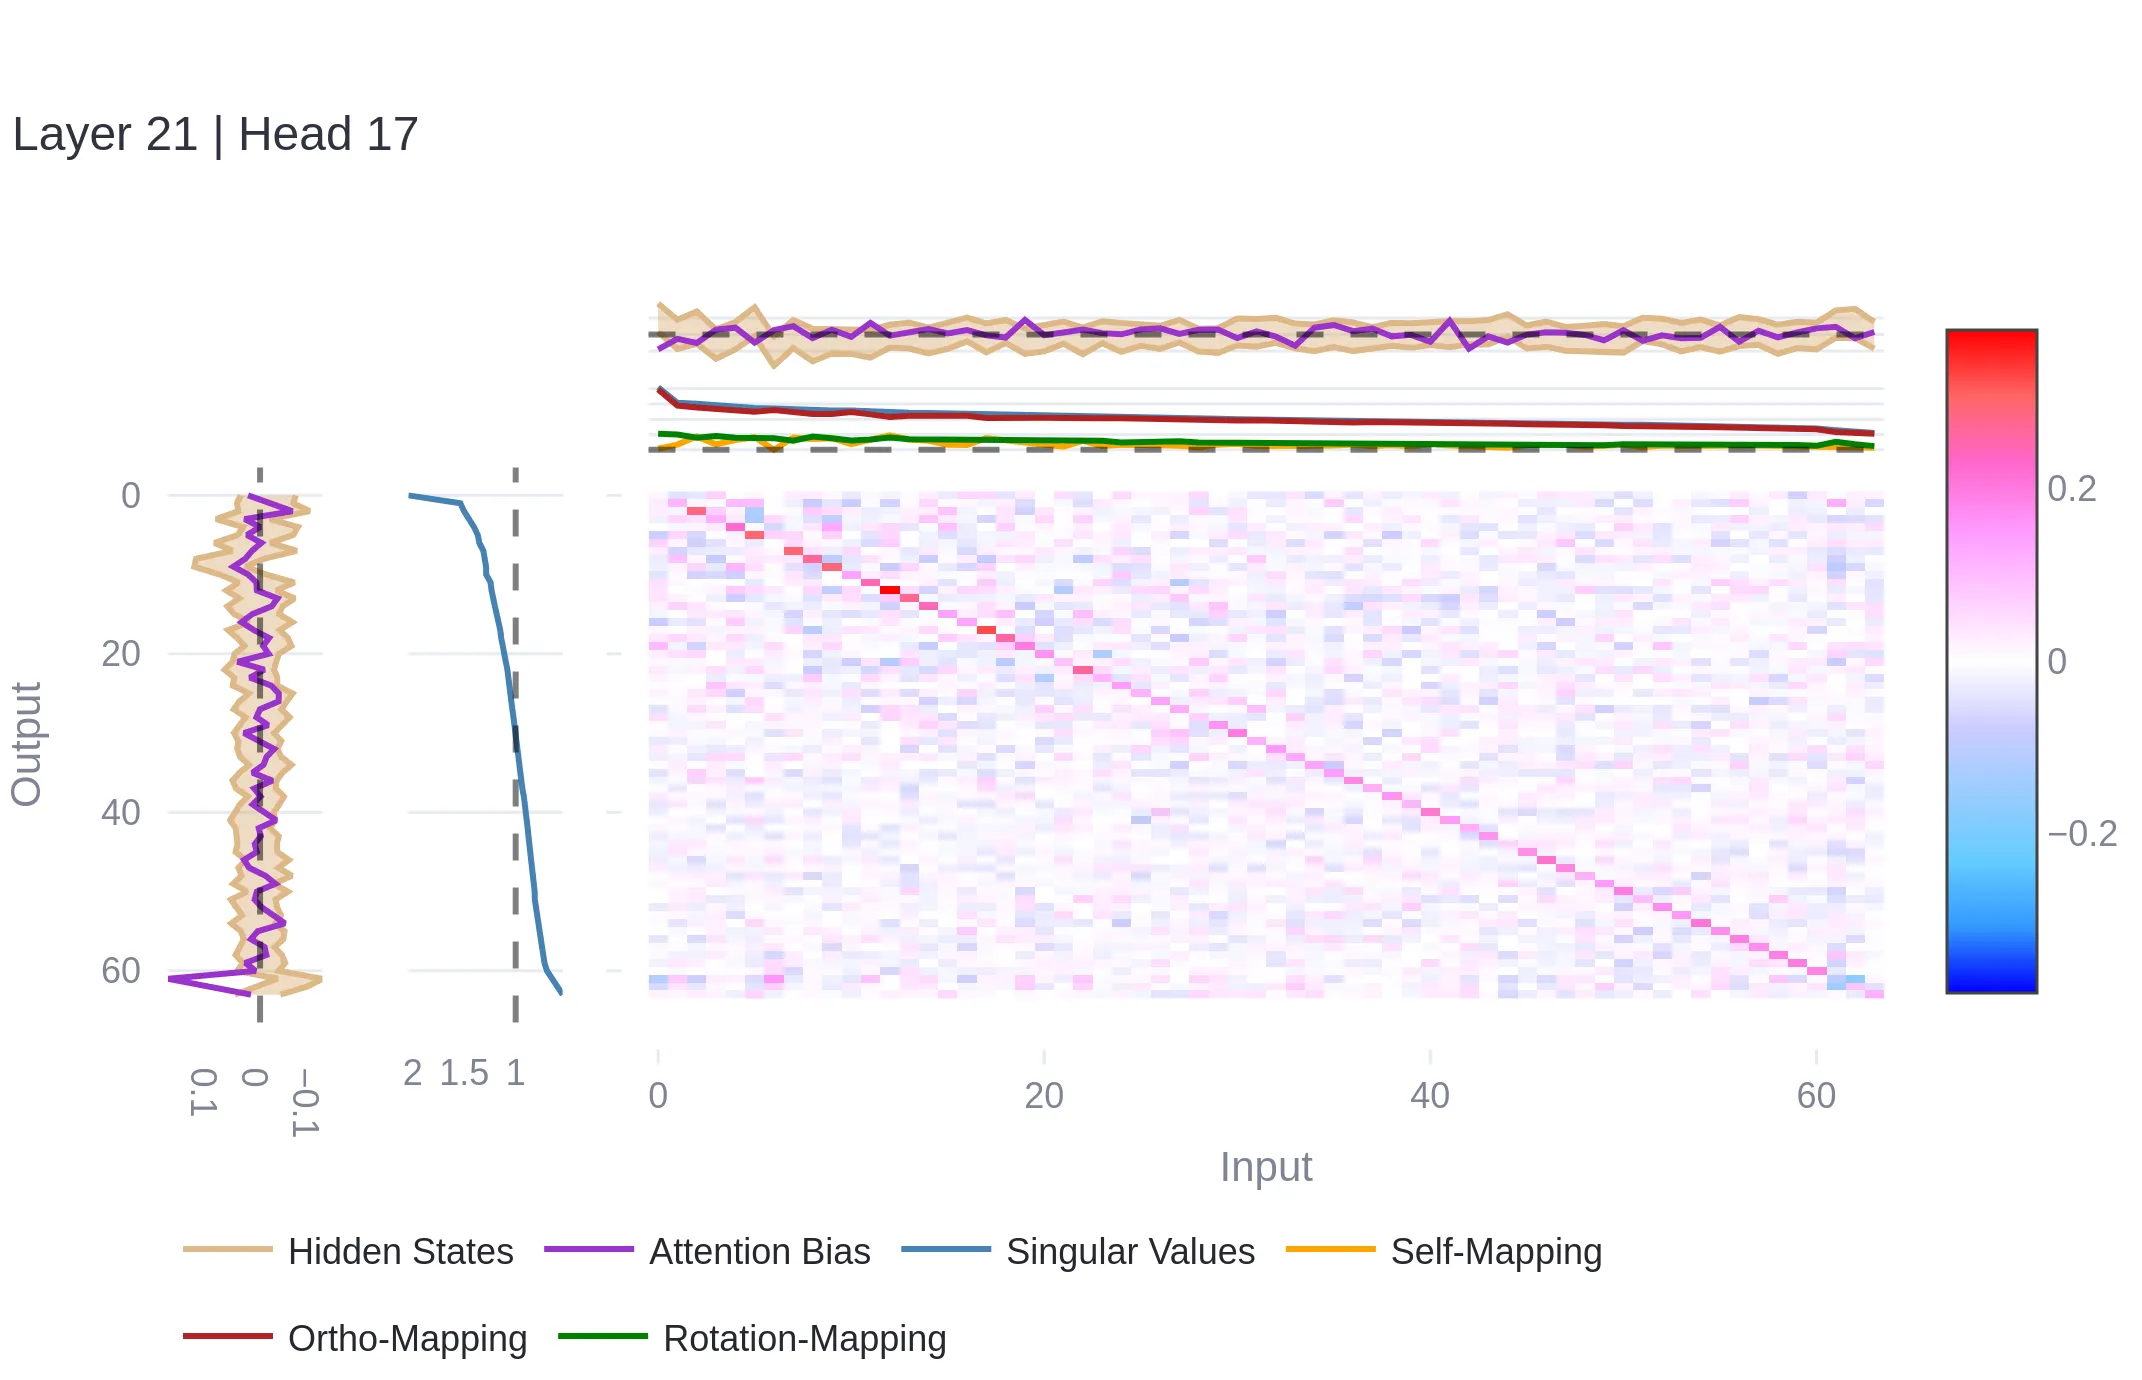 Layer 21 | Head 17
0
20
40
60
Output
0.1
0
−0.1
2
1.5
1
0
20
40
60
Input
0.2
0
−0.2
Hidden States
Attention Bias
Singular Values
Self-Mapping
Ortho-Mapping
Rotation-Mapping